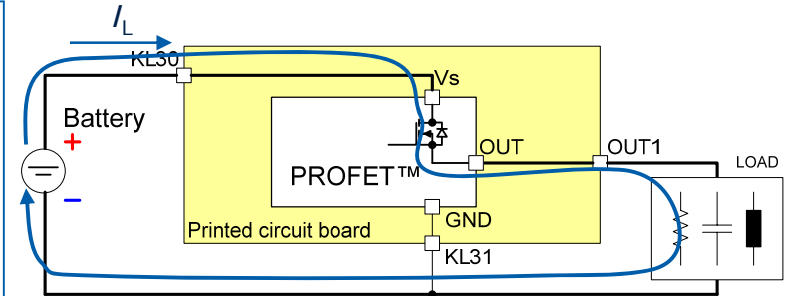 IL
KL30
Vs
Battery
+
OUT
OUT1
LOAD
PROFET™
–
GND
Printed circuit board
KL31